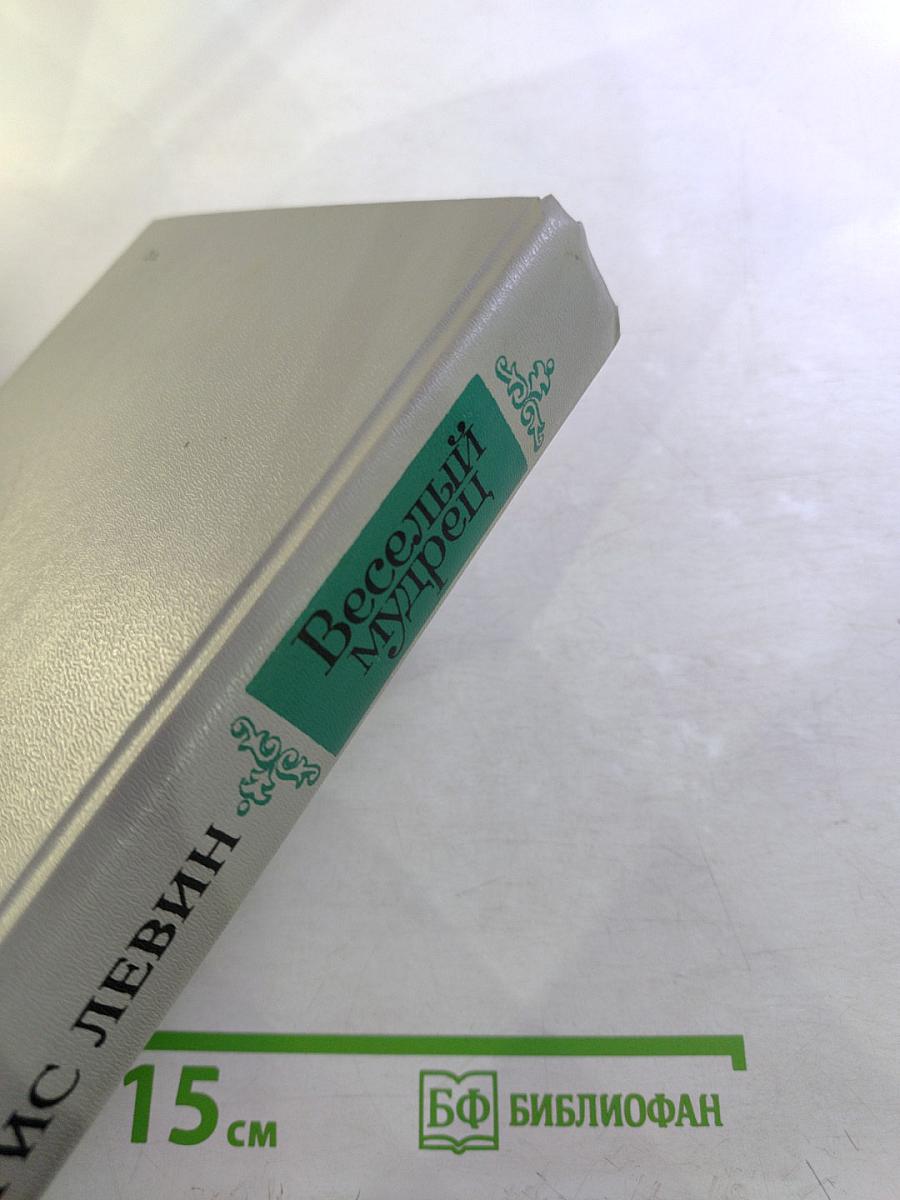 Веселый
мудрец
ИС ЛЕВИН
15 см
БФ БИБЛИОФАН